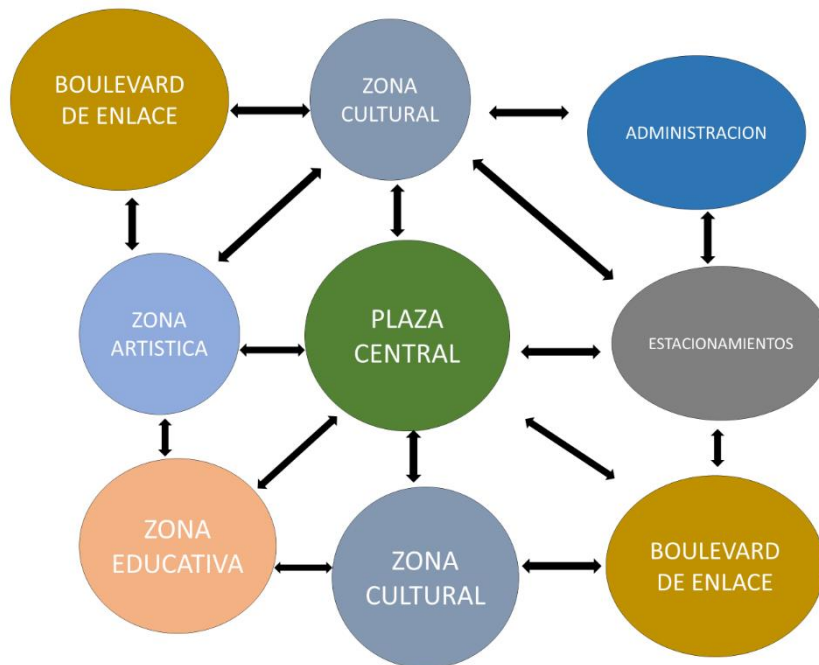 BOULEVARD
DE ENLACE
ZONA
CULTURAL
ADMINISTRACION
ZONA
ARTISTICA
PLAZA
CENTRAL
ESTACIONAMIENTOS
ZONA
EDUCATIVA
ZONA
CULTURAL
BOULEVARD
DE ENLACE